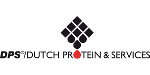 DPS®/DUTCH PROTEIN & SERVICES